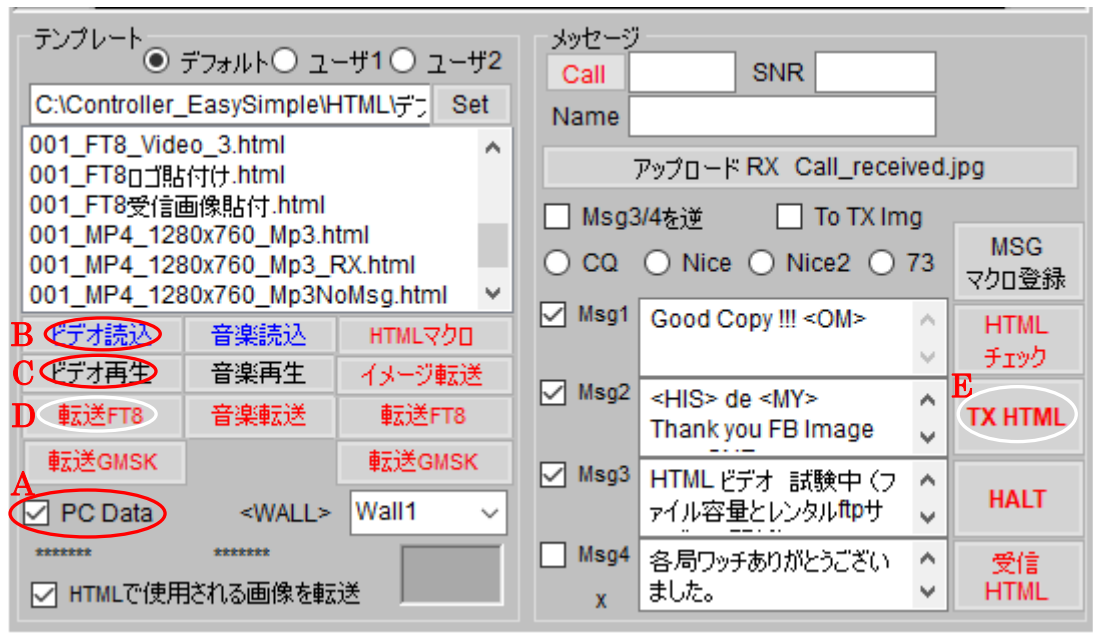 テンプレート
デフォルト ユーザ1 ユーザ2
C:\Controller_EasySimple\HTML\デフ Set
001_FT8_Video_3.html
001_FT8ロゴ貼付け.html
001_FT8受信画像貼付.html
001_MP4_1280x760_Mp3.html
001_MP4_1280x760_Mp3_RX.html
001_MP4_1280x760_Mp3NoMsg.html
B ビデオ読込 音楽読込 HTMLマクロ
C ビデオ再生 音楽再生 イメージ転送
D 転送FT8 音楽転送 転送FT8
転送GMSK 転送GMSK
A
PC Data <WALL> Wall1
******* *******
HTMLで使用される画像を転送
メッセージ
Call SNR
Name
アップロード RX Call_received.jpg
Msg3/4を逆 To TX Img
CQ Nice Nice2 73
MSG
マクロ登録
Msg1 Good Copy !!! <OM>
HTML
チェック
Msg2 <HIS> de <MY>
Thank you FB Image
E
TX HTML
Msg3 HTML ビデオ 試験中 (フ
ァイル容量とレンタルftpサ
HALT
Msg4 各局ワッチありがとうござい
ました。
x
受信
HTML